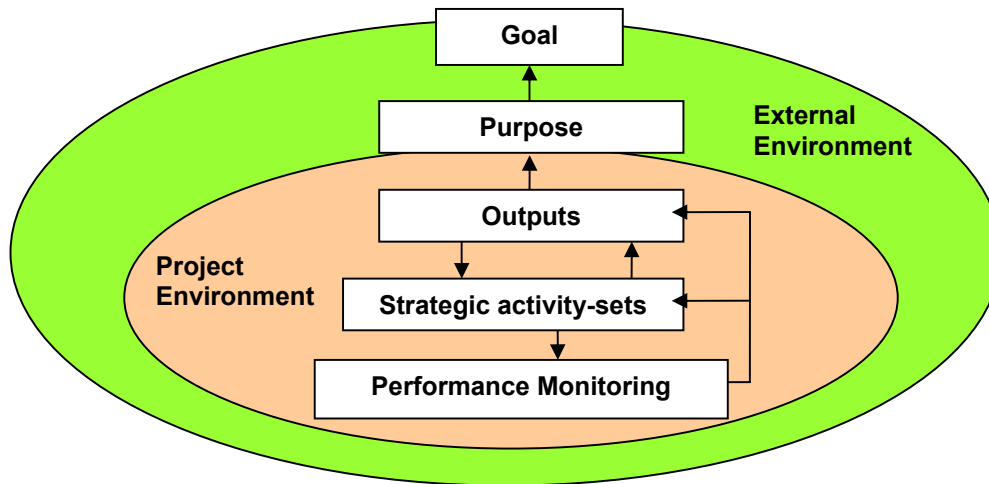 Goal
Purpose
External
Environment
Outputs
Project
Environment
Strategic activity-sets
Performance Monitoring